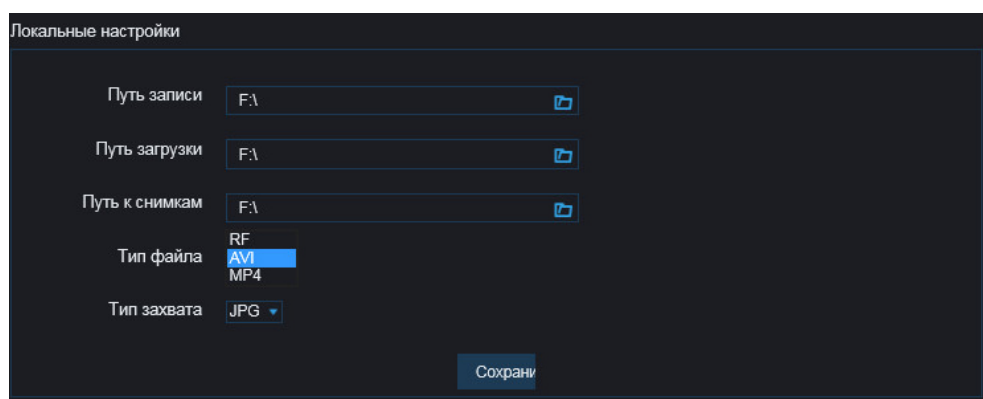 Локальные настройки
Путь записи F:\
Путь загрузки F:\
Путь к снимкам F:\
RF
Тип файла AVI
MP4
Тип захвата JPG
Сохрани